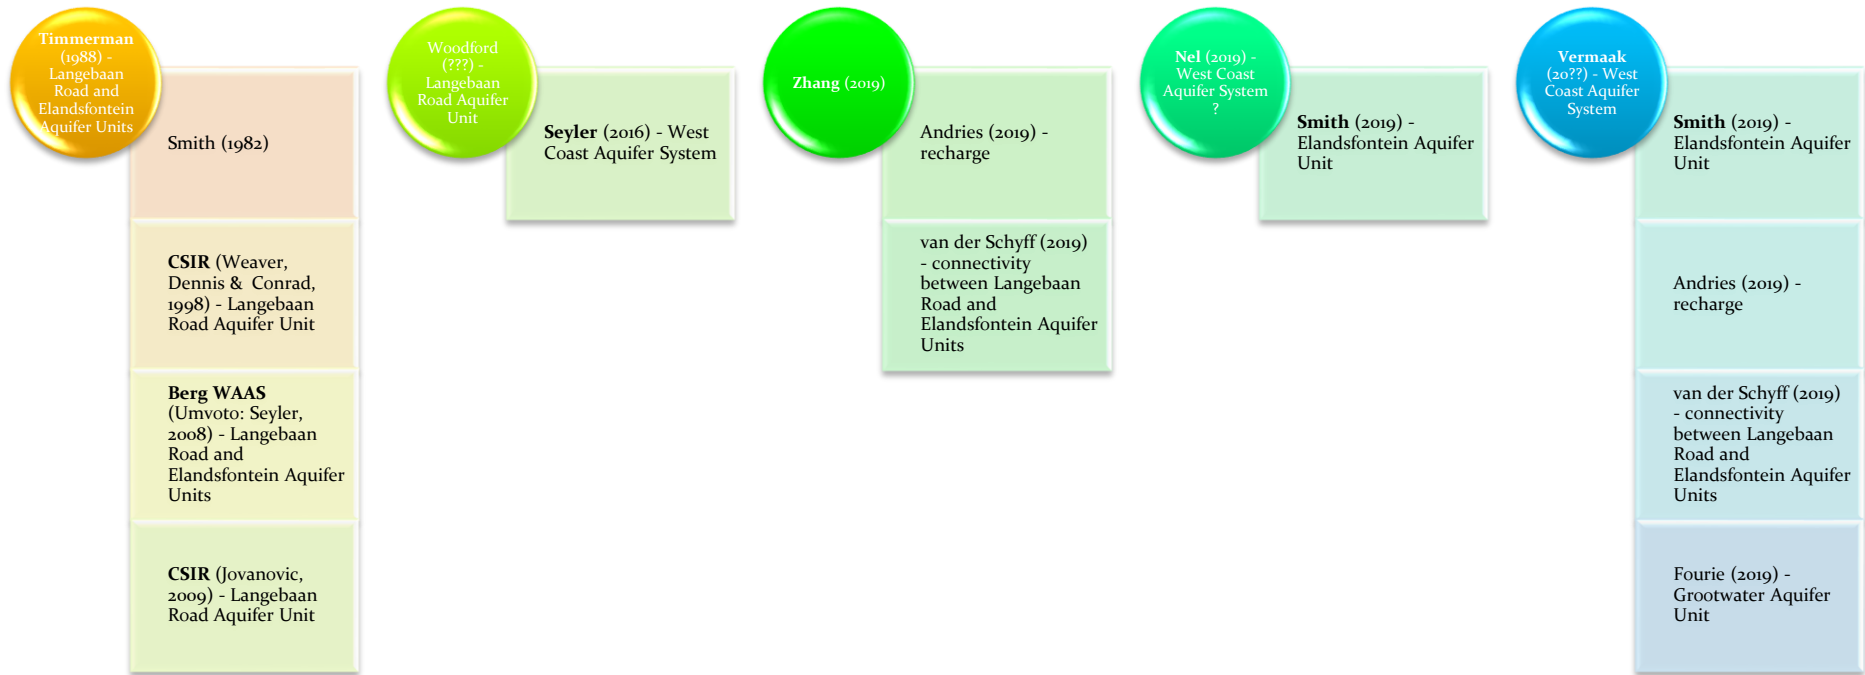 Timmerman
(1988) -
Langebaan
Road and
Elandsfontein
Aquifer Units
Smith (1982)
CSIR (Weaver,
Dennis & Conrad,
1998) - Langebaan
Road Aquifer Unit
Berg WAAS
(Umvoto: Seyler,
2008) - Langebaan
Road and
Elandsfontein Aquifer
Units
CSIR (Jovanovic,
2009) - Langebaan
Road Aquifer Unit
Woodford
(???) -
Langebaan
Road Aquifer
Unit
Seyler (2016) - West
Coast Aquifer System
Zhang (2019)
Andries (2019) -
recharge
van der Schyff (2019)
- connectivity
between Langebaan
Road and
Elandsfontein Aquifer
Units
Nel (2019) -
West Coast
Aquifer System
?
Smith (2019) -
Elandsfontein Aquifer
Unit
Vermaak
(20??) - West
Coast Aquifer
System
Smith (2019) -
Elandsfontein Aquifer
Unit
Andries (2019) -
recharge
van der Schyff (2019)
- connectivity
between Langebaan
Road and
Elandsfontein Aquifer
Units
Fourie (2019) -
Grootwater Aquifer
Unit